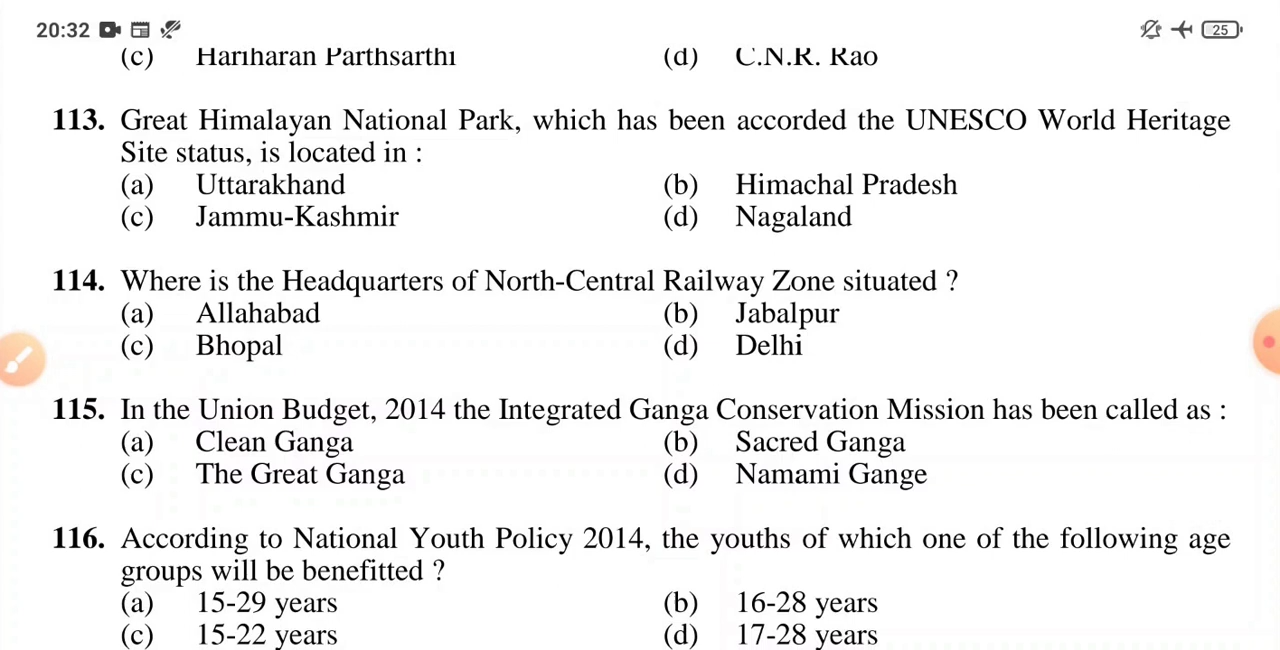 20:32 25
(c) Hariharan Parthsarthi (d) C.N.R. Rao
113. Great Himalayan National Park, which has been accorded the UNESCO World Heritage
Site status, is located in :
(a) Uttarakhand (b) Himachal Pradesh
(c) Jammu-Kashmir (d) Nagaland
114. Where is the Headquarters of North-Central Railway Zone situated ?
(a) Allahabad (b) Jabalpur
(c) Bhopal (d) Delhi
115. In the Union Budget, 2014 the Integrated Ganga Conservation Mission has been called as :
(a) Clean Ganga (b) Sacred Ganga
(c) The Great Ganga (d) Namami Gange
116. According to National Youth Policy 2014, the youths of which one of the following age
groups will be benefitted ?
(a) 15-29 years (b) 16-28 years
(c) 15-22 years (d) 17-28 years